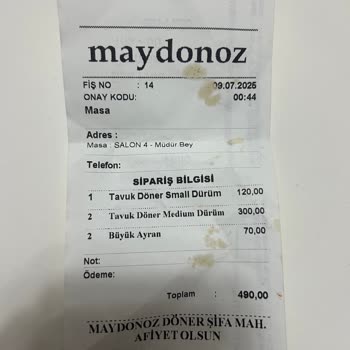 maydonoz
FİŞ NO : 14 09.07.2025
ONAY KODU: 00:44
Masa
Adres :
Masa : SALON 4 - Müdür Bey
Telefon:
SİPARİŞ BİLGİSİ
1 Tavuk Döner Small Dürüm 120,00
2 Tavuk Döner Medium Dürüm 300,00
2 Büyük Ayran 70,00
Not:
Ödeme:
Toplam : 490,00
MAYDONOZ DÖNER ŞİFA MAH.
AFİYET OLSUN